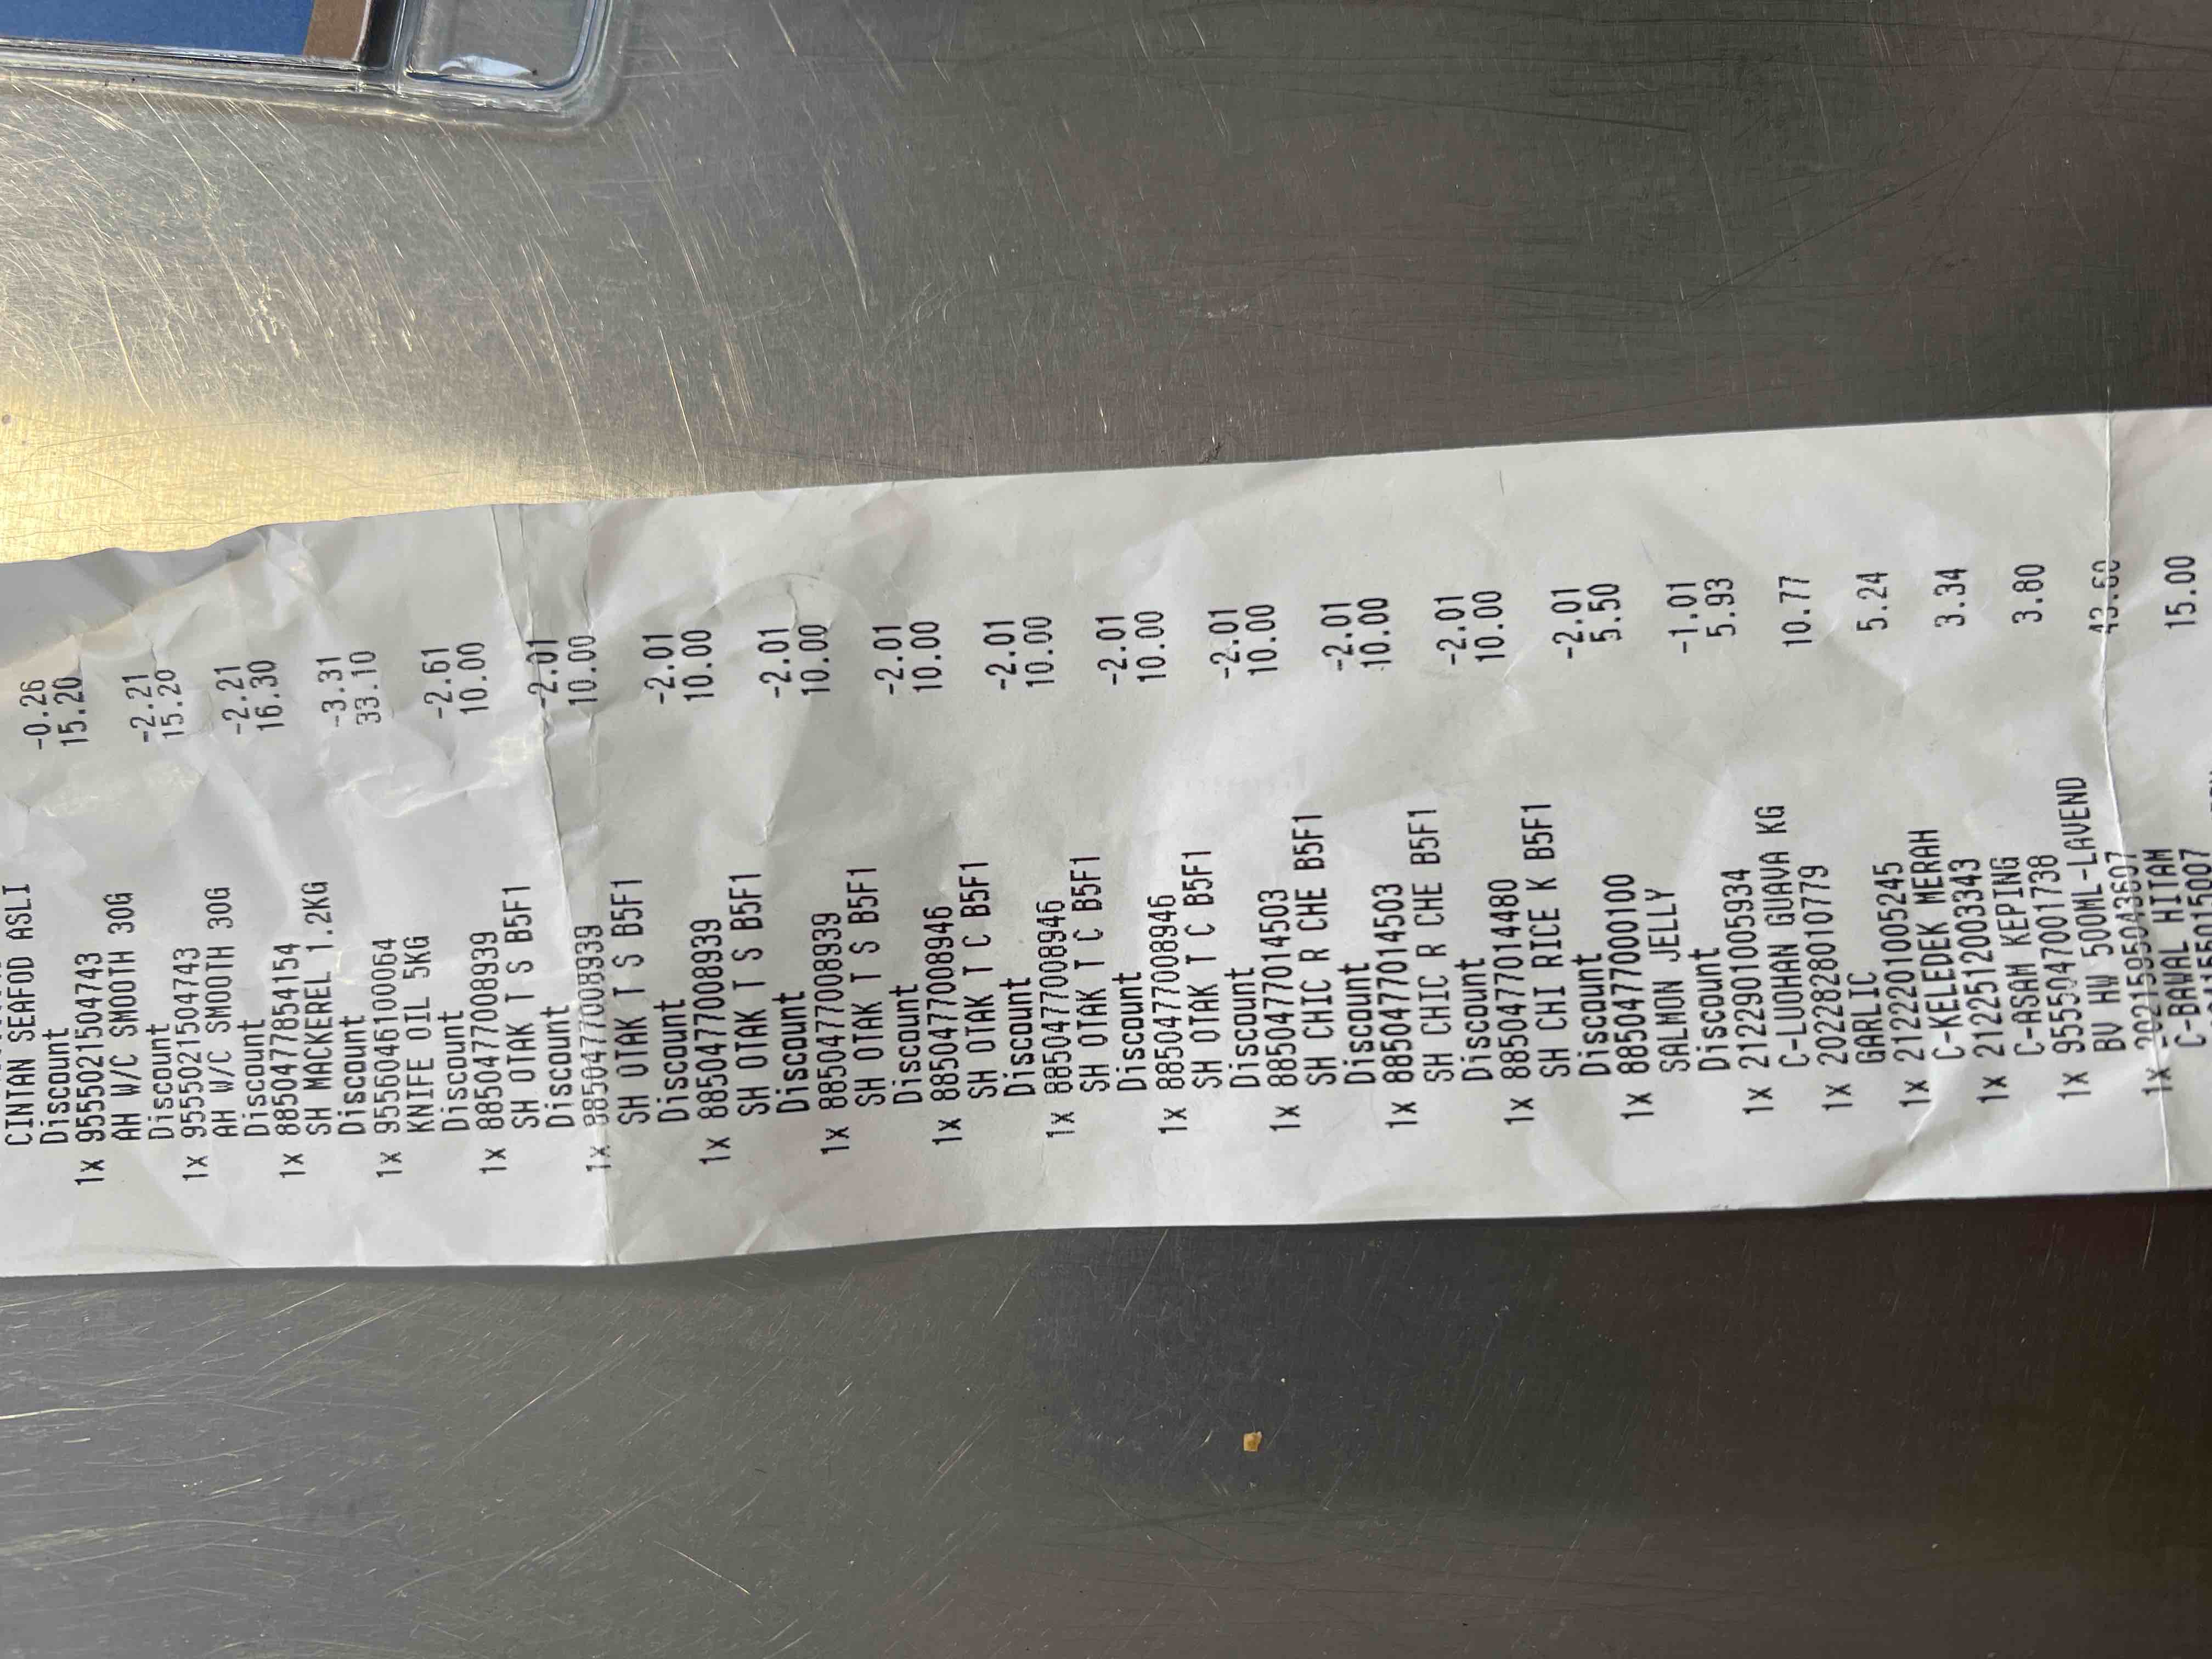 CINTAN SEAFOD ASLI
Discount -0.26
1x 9555021504743 15.20
AH W/C SMOOTH 30G
Discount -2.21
1x 9555021504743 15.20
AH W/C SMOOTH 30G
Discount -2.21
1x 8850477854154 16.30
SH MACKEREL 1.2KG
Discount -3.31
1x 9556046100064 33.10
KNIFE OIL 5KG
Discount -2.61
1x 8850477008939 10.00
SH OTAK T S B5F1
Discount -2.01
1x 8850477008939 10.00
SH OTAK T S B5F1
Discount -2.01
1x 8850477008939 10.00
SH OTAK T S B5F1
Discount -2.01
1x 8850477008939 10.00
SH OTAK T S B5F1
Discount -2.01
1x 8850477008946 10.00
SH OTAK T C B5F1
Discount -2.01
1x 8850477008946 10.00
SH OTAK T C B5F1
Discount -2.01
1x 8850477008946 10.00
SH OTAK T C B5F1
Discount -2.01
1x 8850477014503 10.00
SH CHIC R CHE B5F1
Discount -2.01
1x 8850477014503 10.00
SH CHIC R CHE B5F1
Discount -2.01
1x 8850477014480 10.00
SH CHI RICE K B5F1
Discount -2.01
1x 8850477000100 5.50
SALMON JELLY
Discount -1.01
1x 2122901005934 5.93
C-LUOHAN GUAVA KG
1x 2022828010779 10.77
GARLIC
1x 2122201005245 5.24
C-KELEDEK MERAH
1x 2122512003343 3.34
C-ASAM KEPING
1x 9555047001738 3.80
BV HW 500ML-LAVEND
1x 2021595043607 43.60
C-BAWAL HITAM
15.00